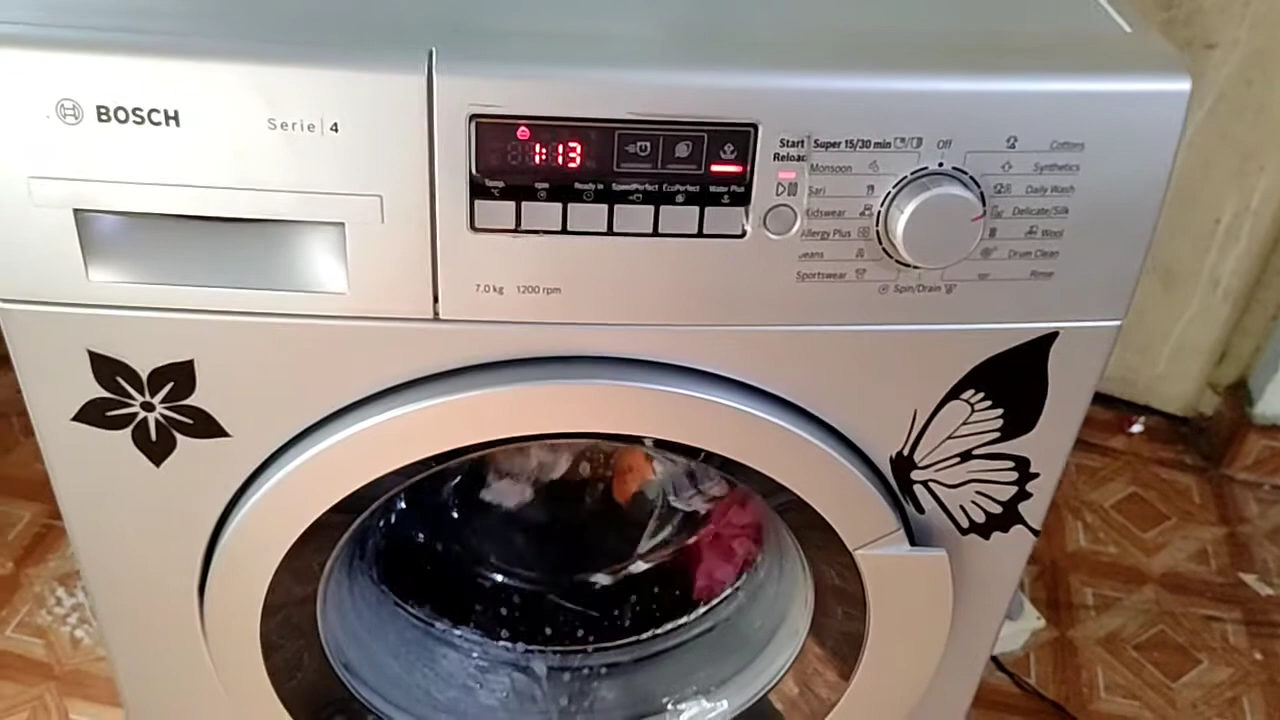 BOSCH
Serie | 4
1:13
Temp. °C
rpm
Ready in
SpeedPerfect
EcoPerfect
Water Plus
7.0 kg 1200 rpm
Start
Reload
Super 15/30 min
Monsoon
Sari
Kidswear
Allergy Plus
Jeans
Sportswear
Spin/Drain
Off
Cottons
Synthetics
Daily Wash
Delicate/Silk
Wool
Drum Clean
Rinse